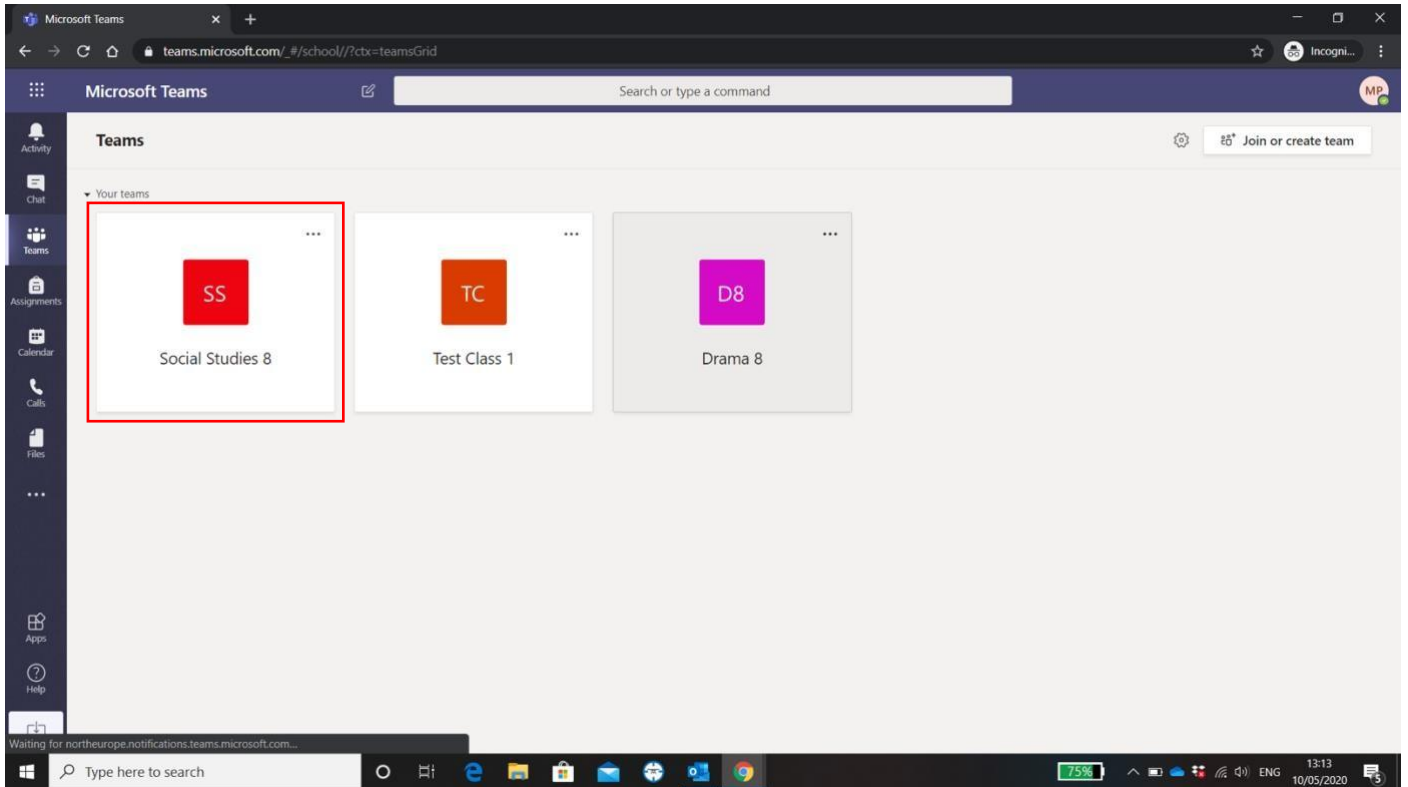 Microsoft Teams
teams.microsoft.com/_#/school//?ctx=teamsGrid
Incogni...
Microsoft Teams
Search or type a command
MP
Activity
Chat
Teams
Assignments
Calendar
Calls
Files
Apps
Help
Teams
Join or create team
Your teams
SS
TC
D8
Social Studies 8
Test Class 1
Drama 8
Waiting for northeurope.notifications.teams.microsoft.com...
Type here to search
75%
ENG
13:13
10/05/2020
5